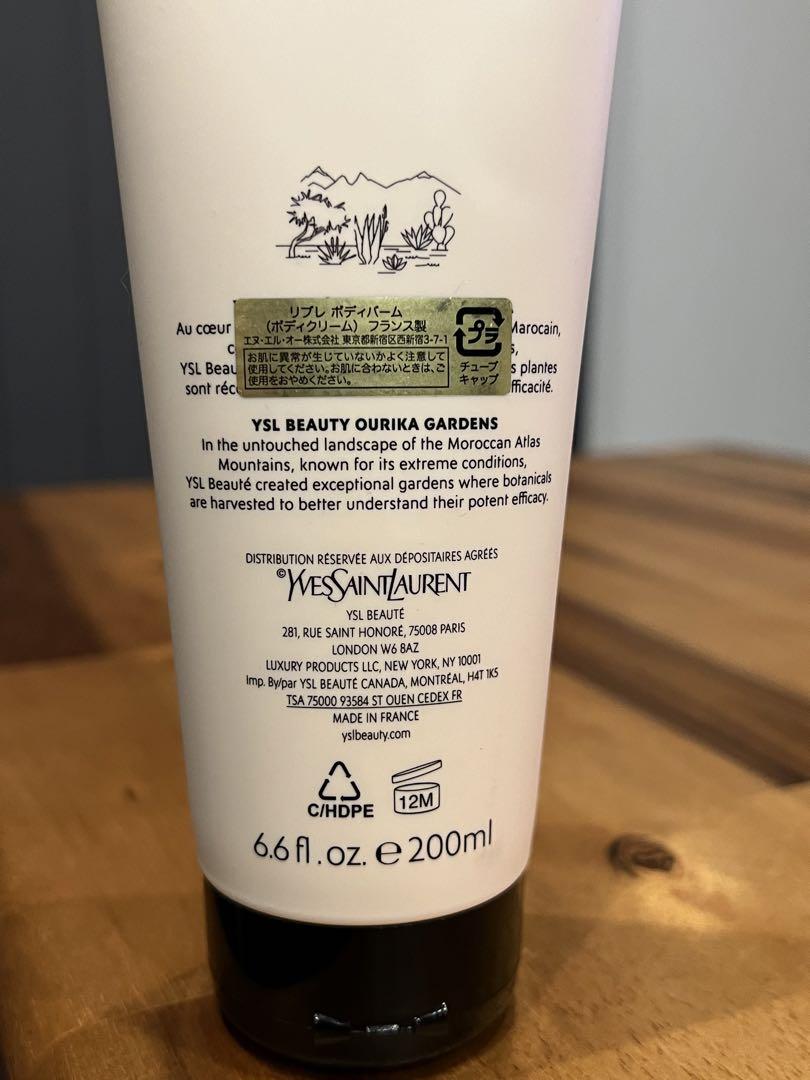 リブレ ボディバーム
(ボディクリーム) フランス製
エヌ・エル・オー株式会社 東京都新宿区西新宿3-7-1
お肌に異常が生じていないかよく注意して
使用してください。お肌に合わないときは、ご
使用をおやめください。
プラ
チューブ
キャップ
Au cœur Marocain,
YSL plantes
sont
YSL BEAUTY OURIKA GARDENS
In the untouched landscape of the Moroccan Atlas
Mountains, known for its extreme conditions,
YSL Beauté created exceptional gardens where botanicals
are harvested to better understand their potent efficacy.
DISTRIBUTION RÉSERVÉE AUX DÉPOSITAIRES AGRÉÉS
©YVESSAINTLAURENT
YSL BEAUTÉ
281, RUE SAINT HONORÉ, 75008 PARIS
LONDON W6 8AZ
LUXURY PRODUCTS LLC, NEW YORK, NY 10001
Imp. By/par YSL BEAUTÉ CANADA, MONTRÉAL, H4T 1K5
TSA 75000 93584 ST OUEN CEDEX FR
MADE IN FRANCE
yslbeauty.com
C/HDPE
12M
6.6 fl.oz. e 200ml